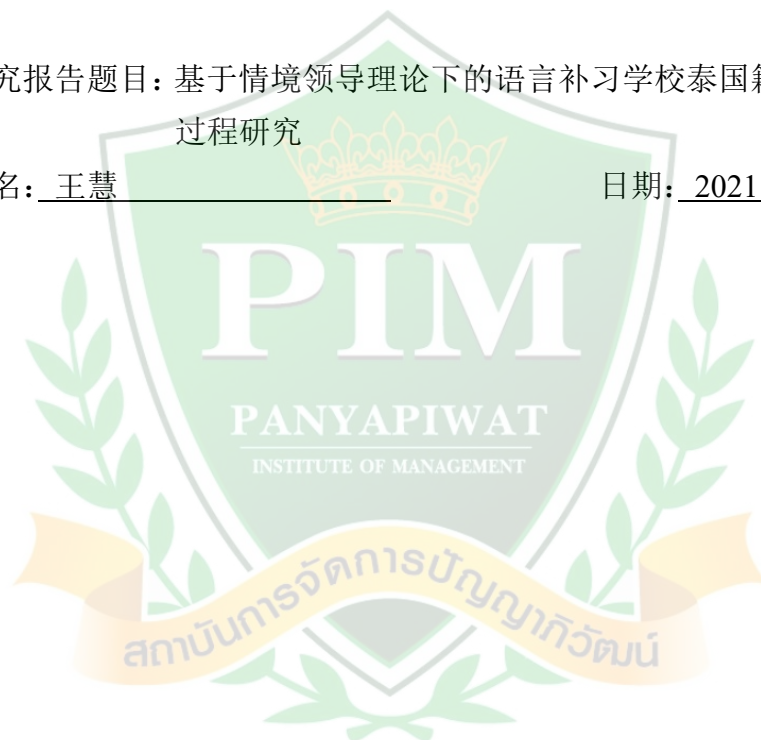 究报告题目：基于情境领导理论下的语言补习学校泰国
过程研究
名：王慧 日期：2021
PIM
PANYAPIWAT
INSTITUTE OF MANAGEMENT
สถาบันการจัดการปัญญาภิวัฒน์